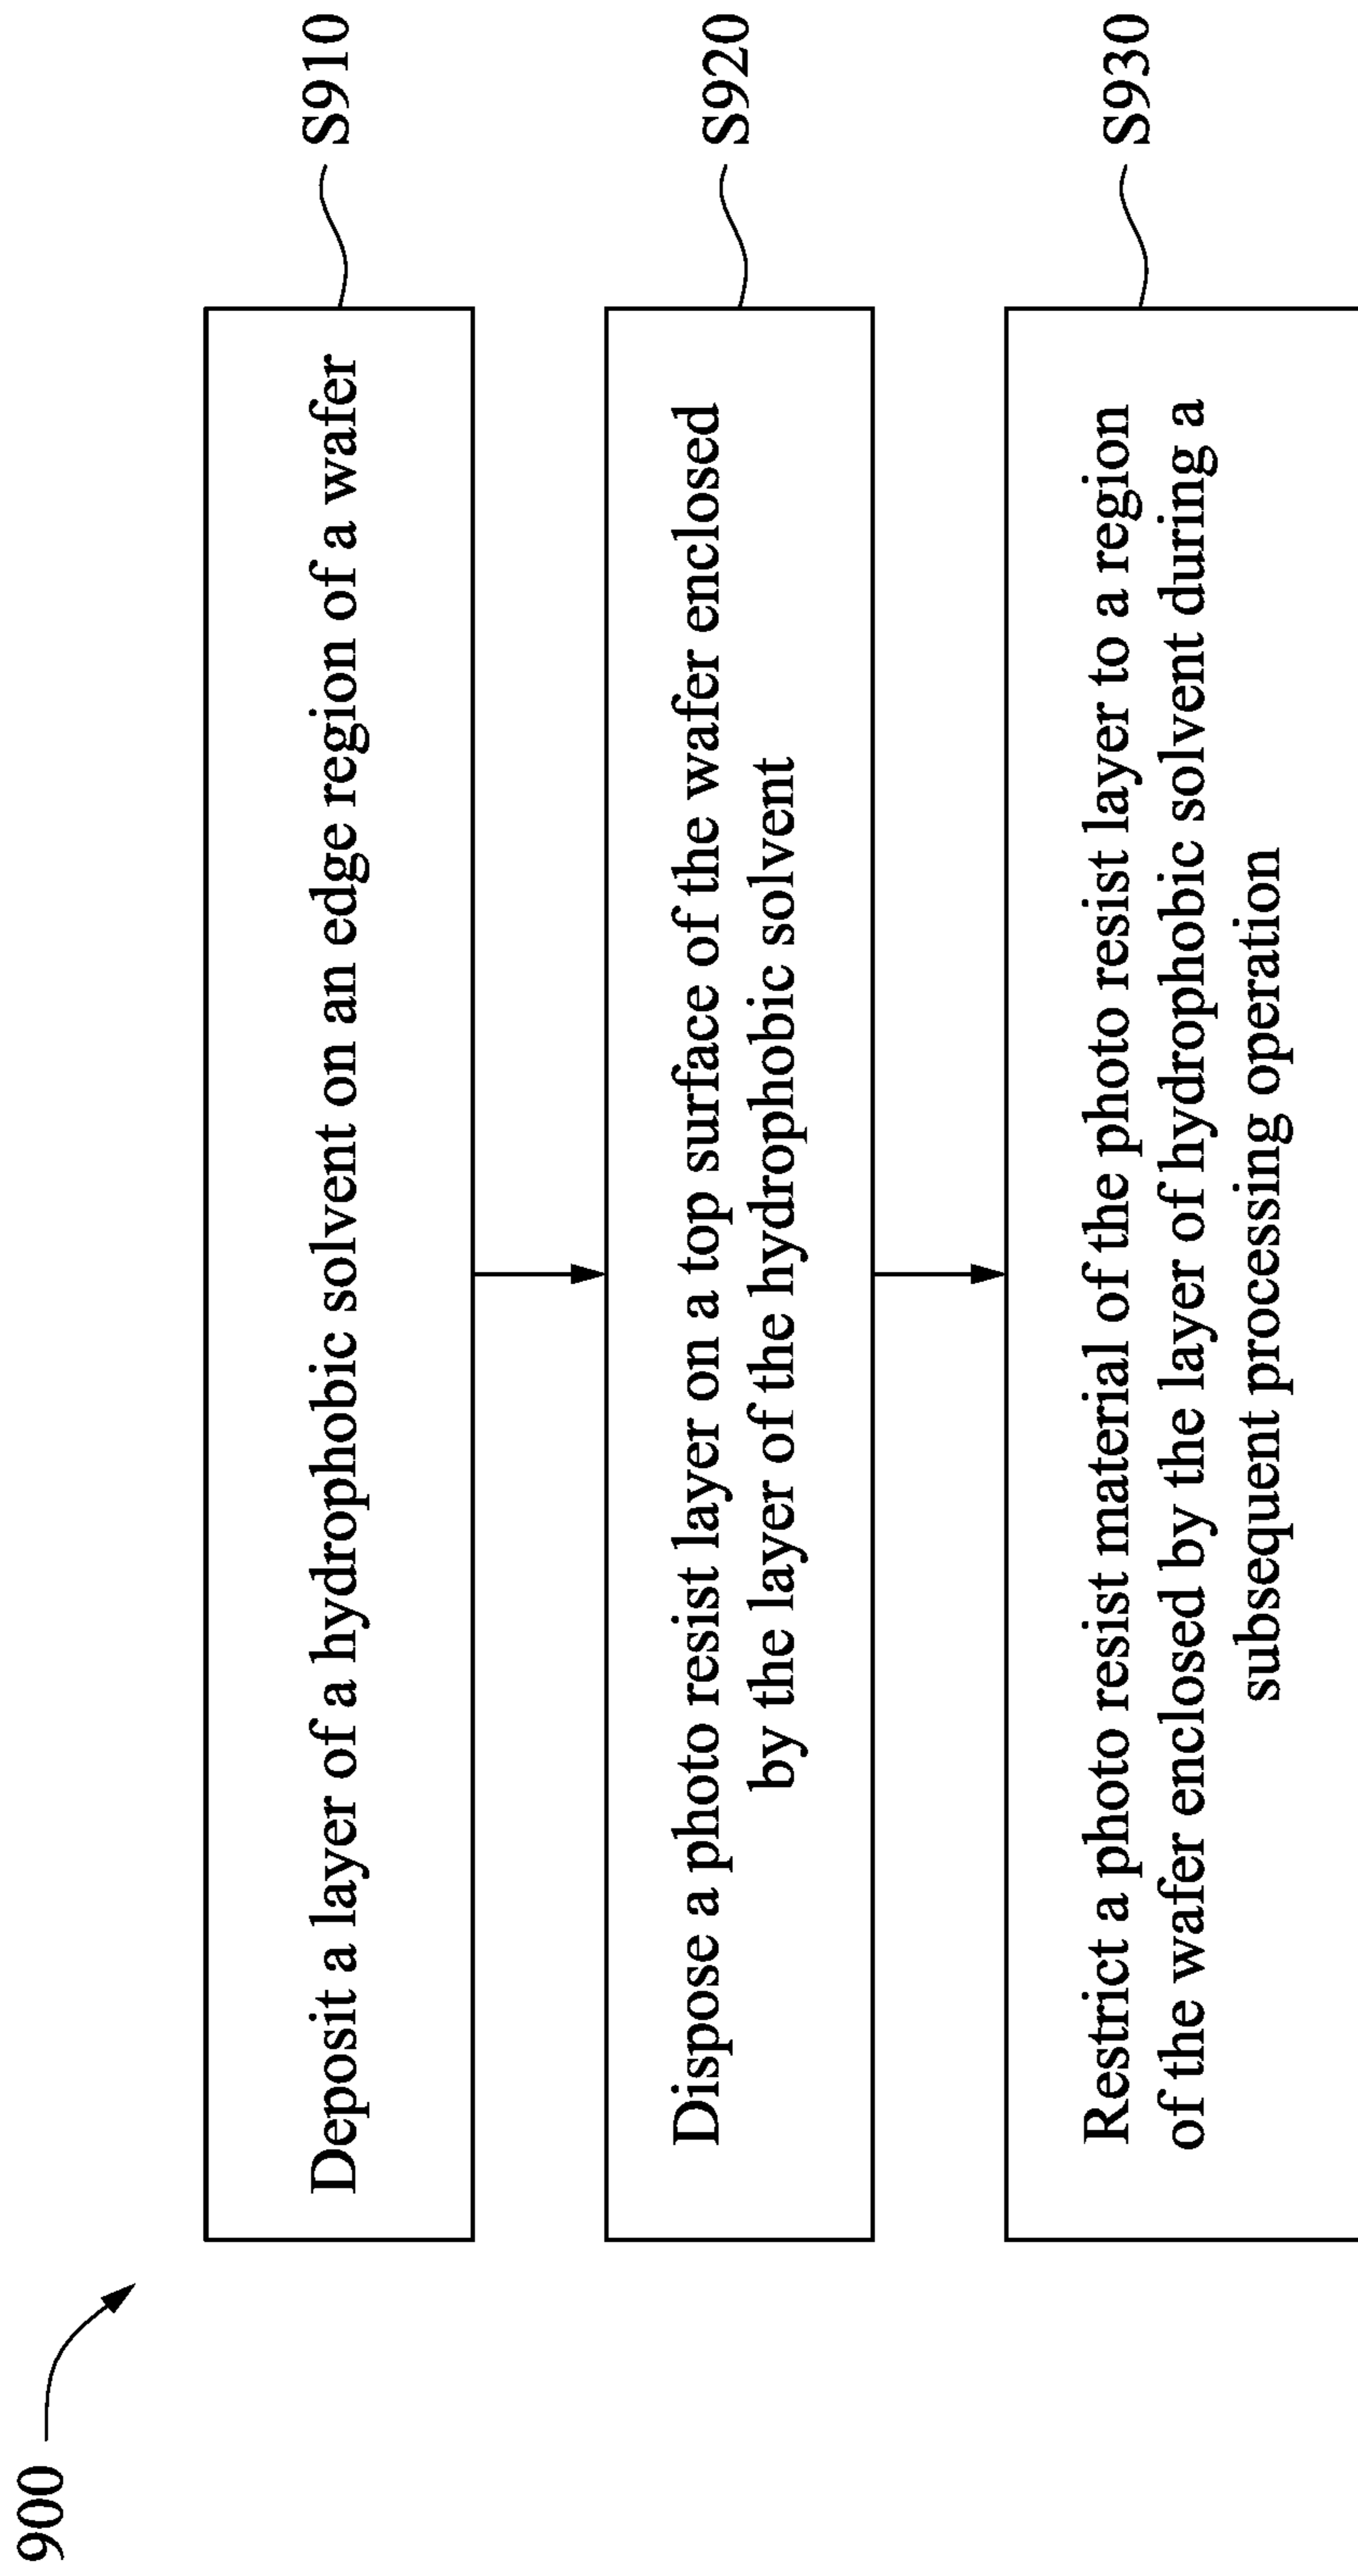 900
Deposit a layer of a hydrophobic solvent on an edge region of a wafer
S910
Dispose a photo resist layer on a top surface of the wafer enclosed
by the layer of the hydrophobic solvent
S920
Restrict a photo resist material of the photo resist layer to a region
of the wafer enclosed by the layer of hydrophobic solvent during a
subsequent processing operation
S930